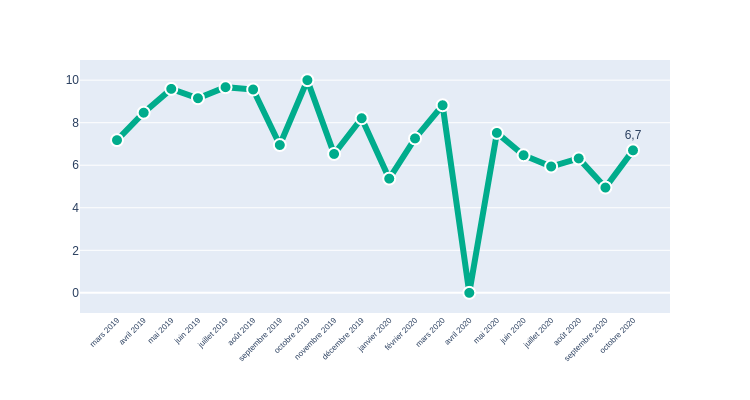 10
8
6
4
2
0
6,7
mars 2019
avril 2019
mai 2019
juin 2019
juillet 2019
août 2019
septembre 2019
octobre 2019
novembre 2019
décembre 2019
janvier 2020
février 2020
mars 2020
avril 2020
mai 2020
juin 2020
juillet 2020
août 2020
septembre 2020
octobre 2020